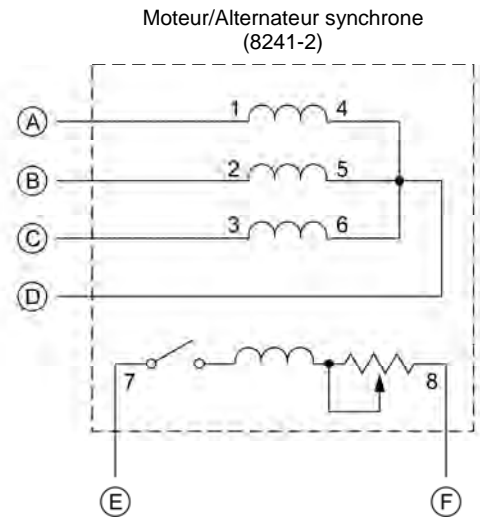 Moteur/Alternateur synchrone
(8241-2)
A 1 4
B 2 5
C 3 6
D
7 8
E F